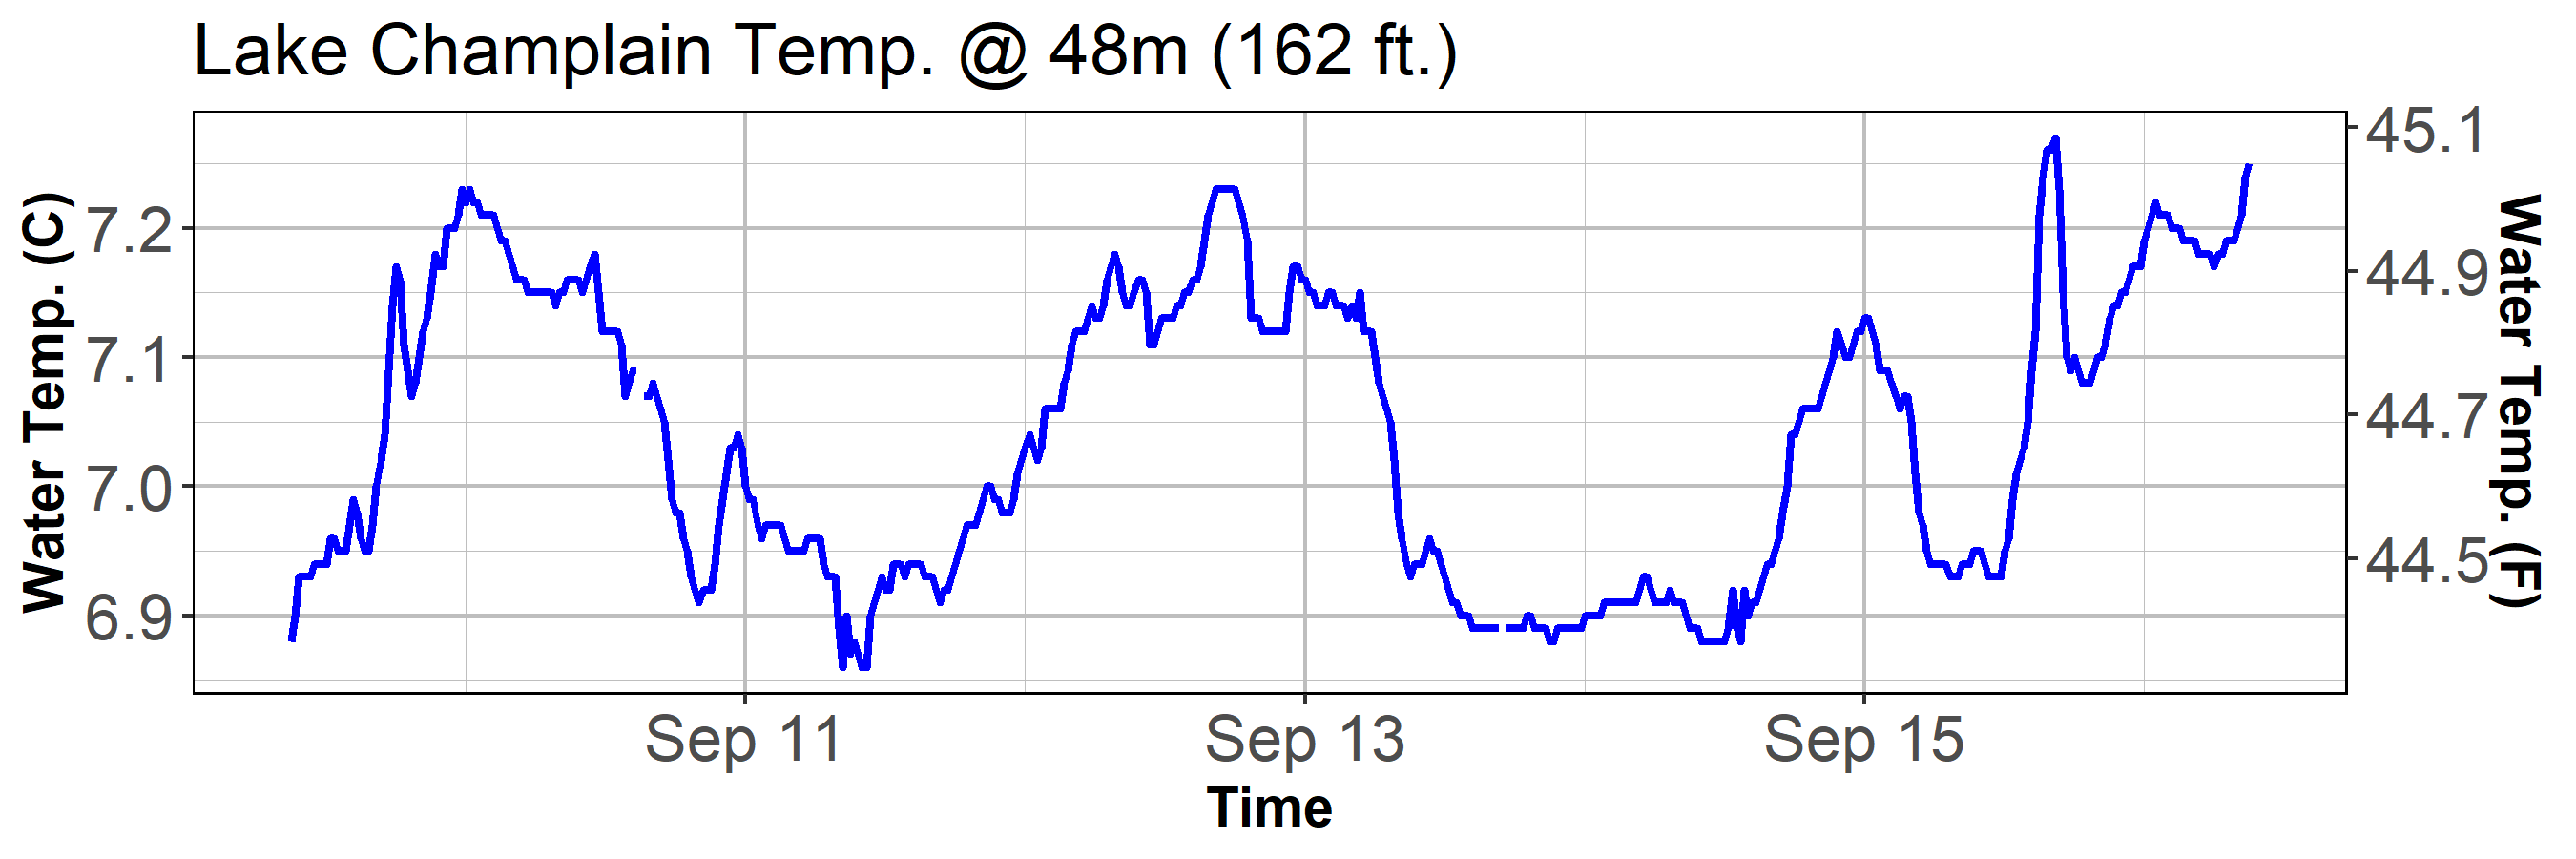 Lake Champlain Temp. @ 48m (162 ft.)
Water Temp. (C)
7.2
7.1
7.0
6.9
45.1
44.9
44.7
44.5
Water Temp. (F)
Sep 11 Sep 13 Sep 15
Time